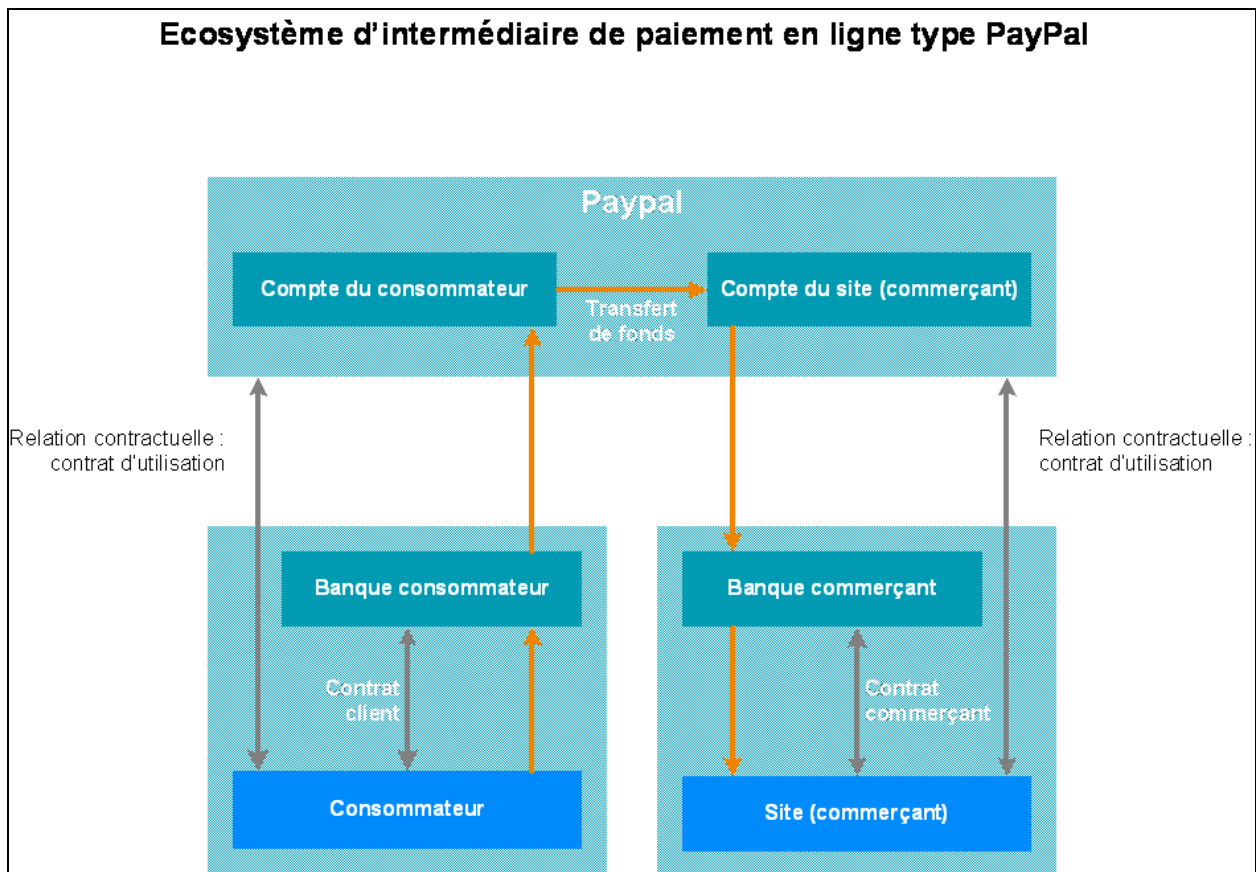 Ecosystème d'intermédiaire de paiement en ligne type PayPal
Paypal
Compte du consommateur
Compte du site (commerçant)
Transfert
de fonds
Relation contractuelle :
contrat d'utilisation
Relation contractuelle :
contrat d'utilisation
Banque consommateur
Banque commerçant
Contrat
client
Contrat
commerçant
Consommateur
Site (commerçant)